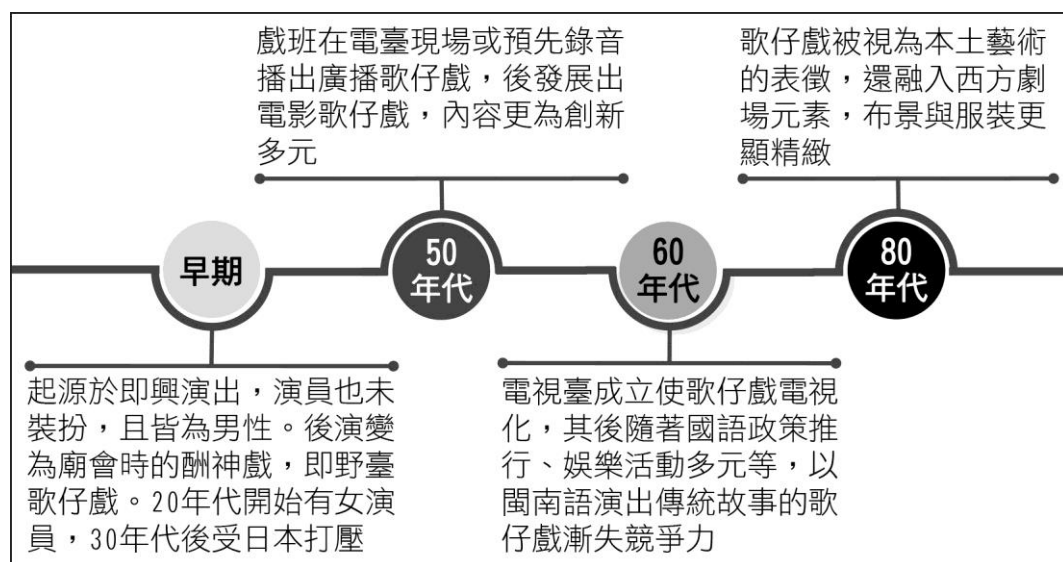 戲班在電臺現場或預先錄音
播出廣播歌仔戲，後發展出
電影歌仔戲，內容更為創新
多元
歌仔戲被視為本土藝術
的表徵，還融入西方劇
場元素，布景與服裝更
顯精緻
早期
50
年代
60
年代
80
年代
起源於即興演出，演員也未
裝扮，且皆為男性。後演變
為廟會時的酬神戲，即野臺
歌仔戲。20年代開始有女演
員，30年代後受日本打壓
電視臺成立使歌仔戲電視
化，其後隨著國語政策推
行、娛樂活動多元等，以
閩南語演出傳統故事的歌
仔戲漸失競爭力